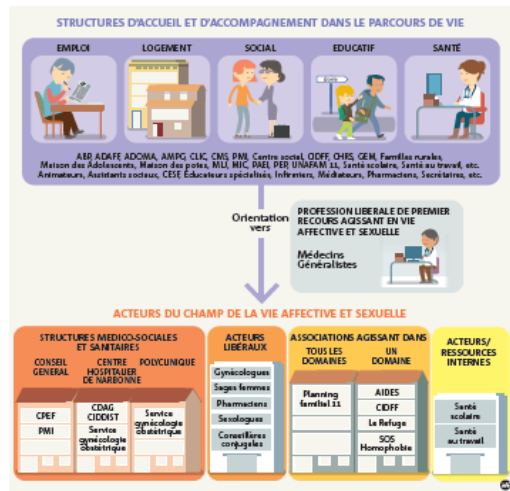 STRUCTURES D'ACCUEIL ET D'ACCOMPAGNEMENT DANS LE PARCOURS DE VIE
EMPLOI
LOGEMENT
SOCIAL
EDUCATIF
SANTÉ
ABP, ADAFF, ADOMA, AMPG, CLIC, CMS, PMI, Centre social, CIDFF, CHRS, GEM, Familles rurales,
Maison des Adolescents, Maison des potes, MLI, MJC, PAEJ, PEP, UNAFAM 11, Santé scolaire, Santé au travail, etc.
Animateurs, Assistants sociaux, CESF, Éducateurs spécialisés, Infirmiers, Médiateurs, Pharmaciens, Secrétaires, etc.
Orientation
vers
PROFESSION LIBERALE DE PREMIER
RECOURS AGISSANT EN VIE
AFFECTIVE ET SEXUELLE
Médecins
Généralistes
ACTEURS DU CHAMP DE LA VIE AFFECTIVE ET SEXUELLE
STRUCTURES MEDICO-SOCIALES
ET SANITAIRES
CONSEIL
GENERAL
CPEF
PMI
CENTRE
HOSPITALIER
DE NARBONNE
CDAG
CIDDIST
Service
gynécologie
obstétrique
POLYCLINIQUE
Service
gynécologie
obstétrique
ACTEURS
LIBÉRAUX
Gynécologues
Sages femmes
Pharmaciens
Sexologues
Conseillères
conjugales
ASSOCIATIONS AGISSANT DANS
TOUS LES
DOMAINES
Planning
familial 11
UN
DOMAINE
AIDES
CIDFF
Le Refuge
SOS
Homophobie
ACTEURS/
RESSOURCES
INTERNES
Santé
scolaire
Santé
au travail